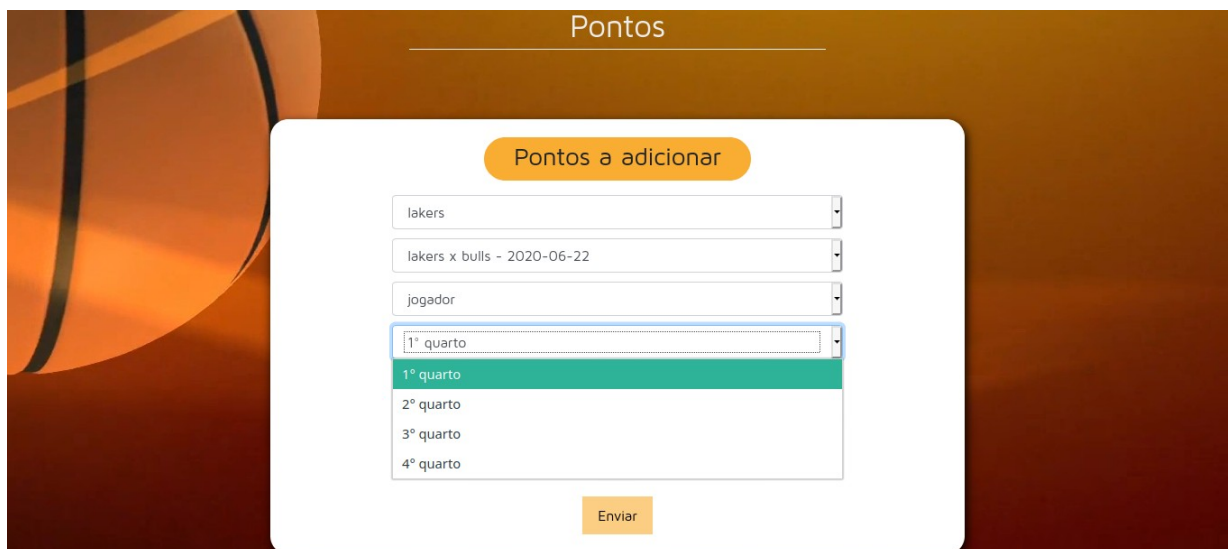 Pontos
Pontos a adicionar
lakers
lakers x bulls - 2020-06-22
jogador
1° quarto
1° quarto
2° quarto
3° quarto
4° quarto
Enviar